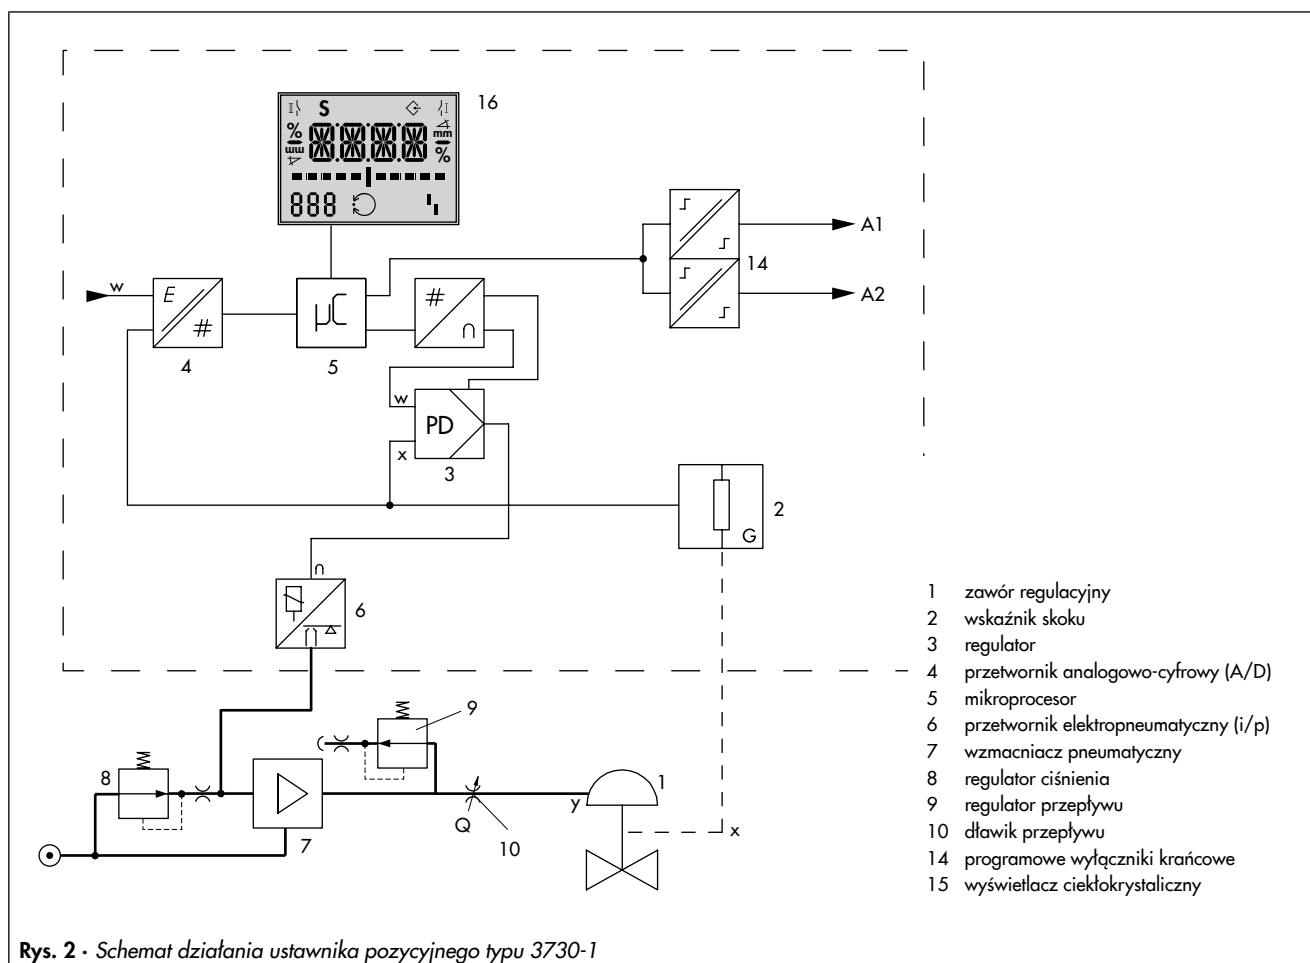 16
S
%
mm
mm
%
888
A1
14
A2
w
E
#
µC
#
∩
4
5
w
PD
x
3
2
G
∩
6
9
8
1
y
Q
7
10
x
1 zawór regulacyjny
2 wskaźnik skoku
3 regulator
4 przetwornik analogowo-cyfrowy (A/D)
5 mikroprocesor
6 przetwornik elektropneumatyczny (i/p)
7 wzmacniacz pneumatyczny
8 regulator ciśnienia
9 regulator przepływu
10 dławik przepływu
14 programowe wyłączniki krańcowe
15 wyświetlacz ciekłokrystaliczny
Rys. 2 · Schemat działania ustawnika pozycyjnego typu 3730-1